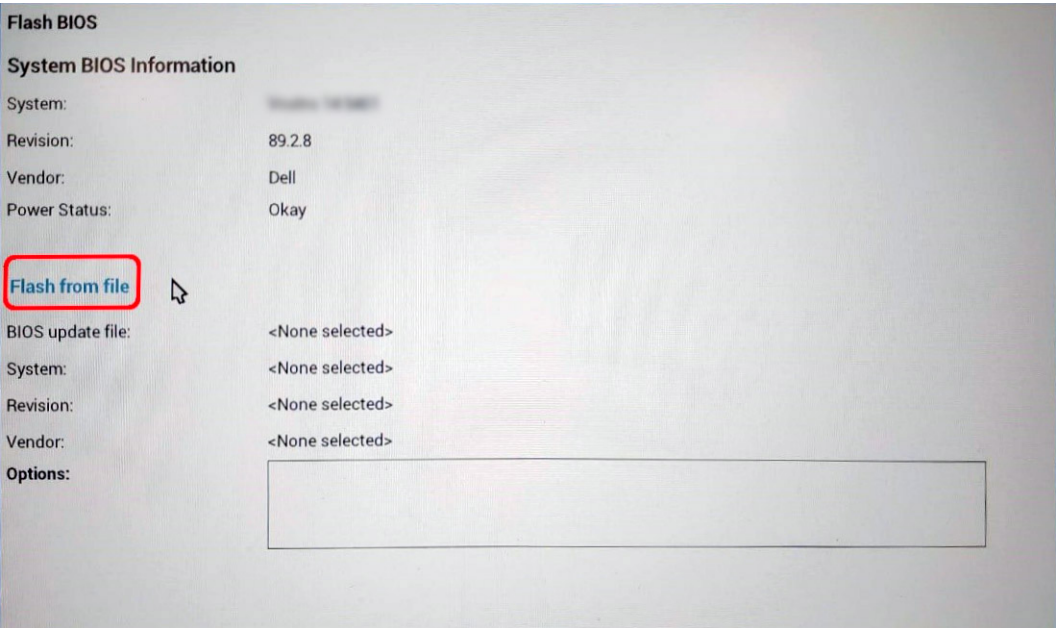 Flash BIOS
System BIOS Information
System:
Revision: 89.2.8
Vendor: Dell
Power Status: Okay
Flash from file
BIOS update file: <None selected>
System: <None selected>
Revision: <None selected>
Vendor: <None selected>
Options: